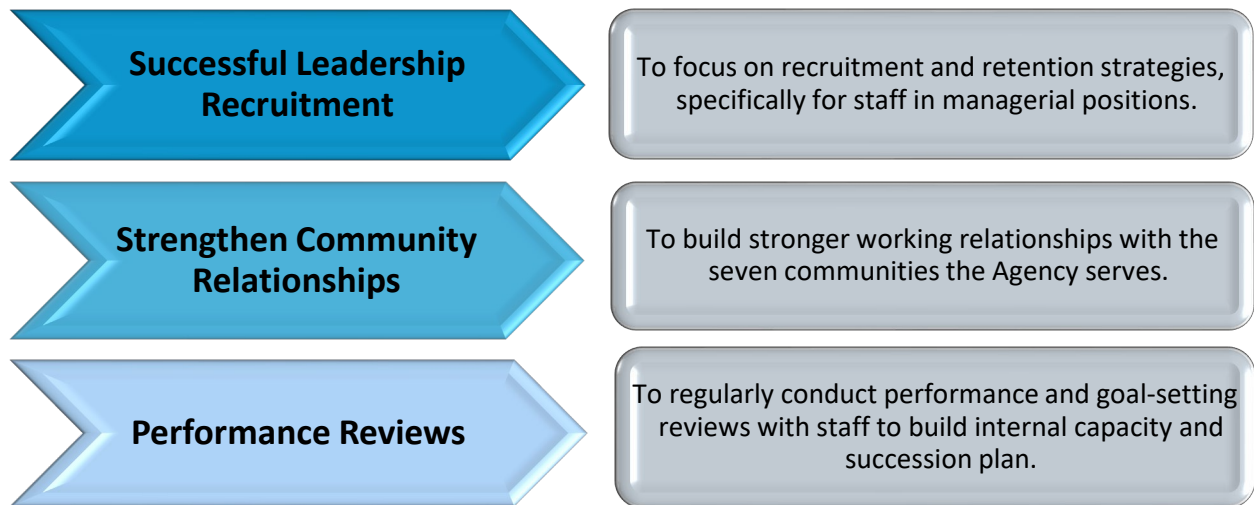 Successful Leadership
Recruitment
To focus on recruitment and retention strategies,
specifically for staff in managerial positions.
Strengthen Community
Relationships
To build stronger working relationships with the
seven communities the Agency serves.
Performance Reviews
To regularly conduct performance and goal-setting
reviews with staff to build internal capacity and
succession plan.